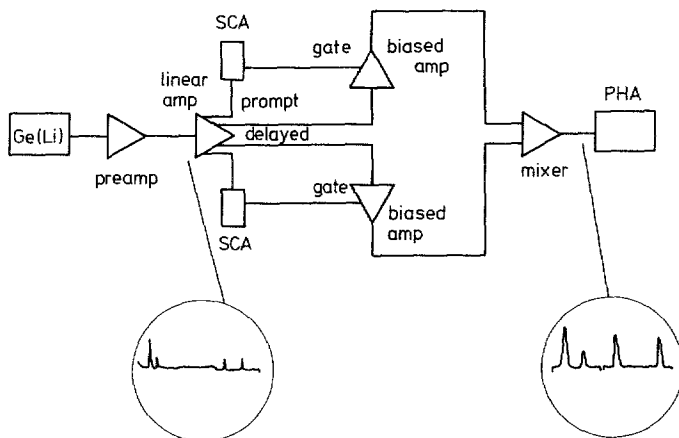 SCA
gate
biased
amp
linear
amp
prompt
PHA
Ge(Li)
delayed
preamp
mixer
gate
biased
amp
SCA